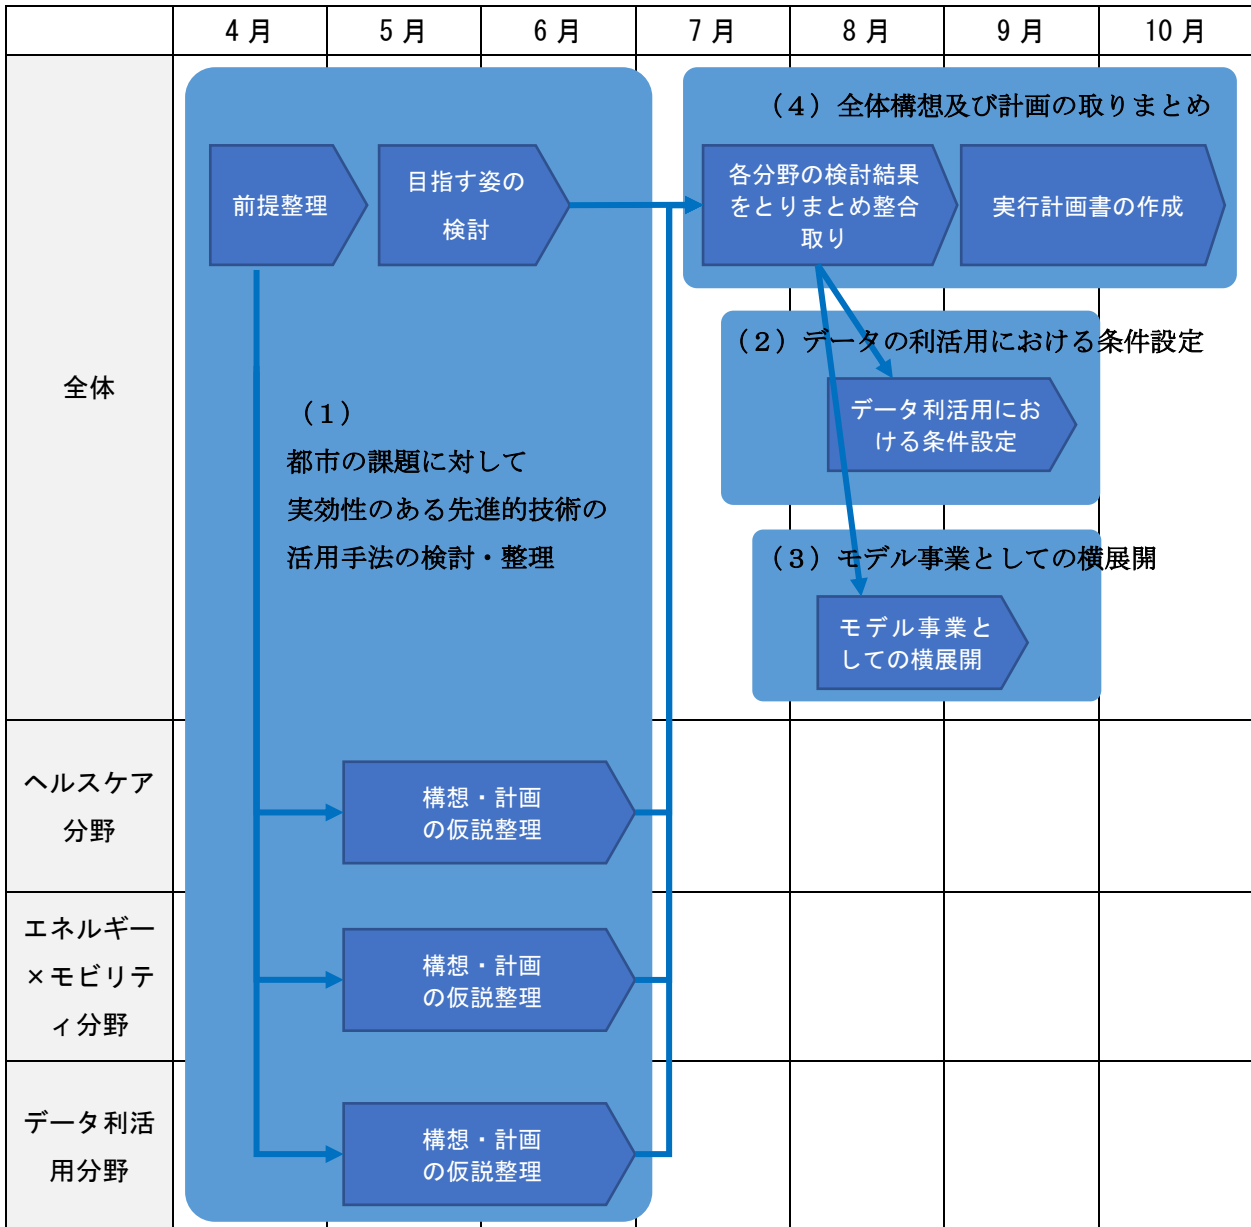 4 月
5 月
6 月
7 月
8 月
9 月
10 月
全体
前提整理
目指す姿の
検討
(4) 全体構想及び計画の取りまとめ
各分野の検討結果
をとりまとめ整合
取り
実行計画書の作成
(2) データの利活用における条件設定
データ利活用にお
ける条件設定
(1)
都市の課題に対して
実効性のある先進的技術の
活用手法の検討・整理
(3) モデル事業としての横展開
モデル事業と
しての横展開
ヘルスケア
分野
構想・計画
の仮説整理
エネルギー
×モビリテ
ィ分野
構想・計画
の仮説整理
データ利活
用分野
構想・計画
の仮説整理